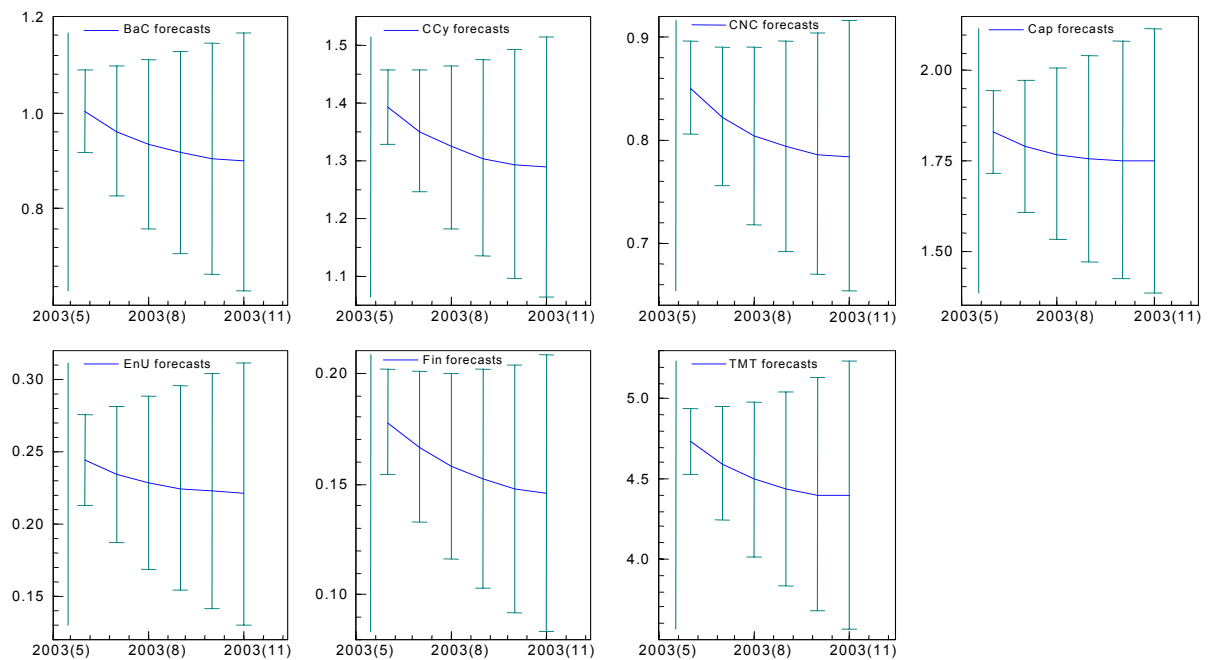 BaC forecasts
1.2
1.0
0.8
2003(5) 2003(8) 2003(11)
CCy forecasts
1.5
1.4
1.3
1.2
1.1
2003(5) 2003(8) 2003(11)
CNC forecasts
0.9
0.8
0.7
2003(5) 2003(8) 2003(11)
Cap forecasts
2.00
1.75
1.50
2003(5) 2003(8) 2003(11)
EnU forecasts
0.30
0.25
0.20
0.15
2003(5) 2003(8) 2003(11)
Fin forecasts
0.20
0.15
0.10
2003(5) 2003(8) 2003(11)
TMT forecasts
5.0
4.5
4.0
2003(5) 2003(8) 2003(11)